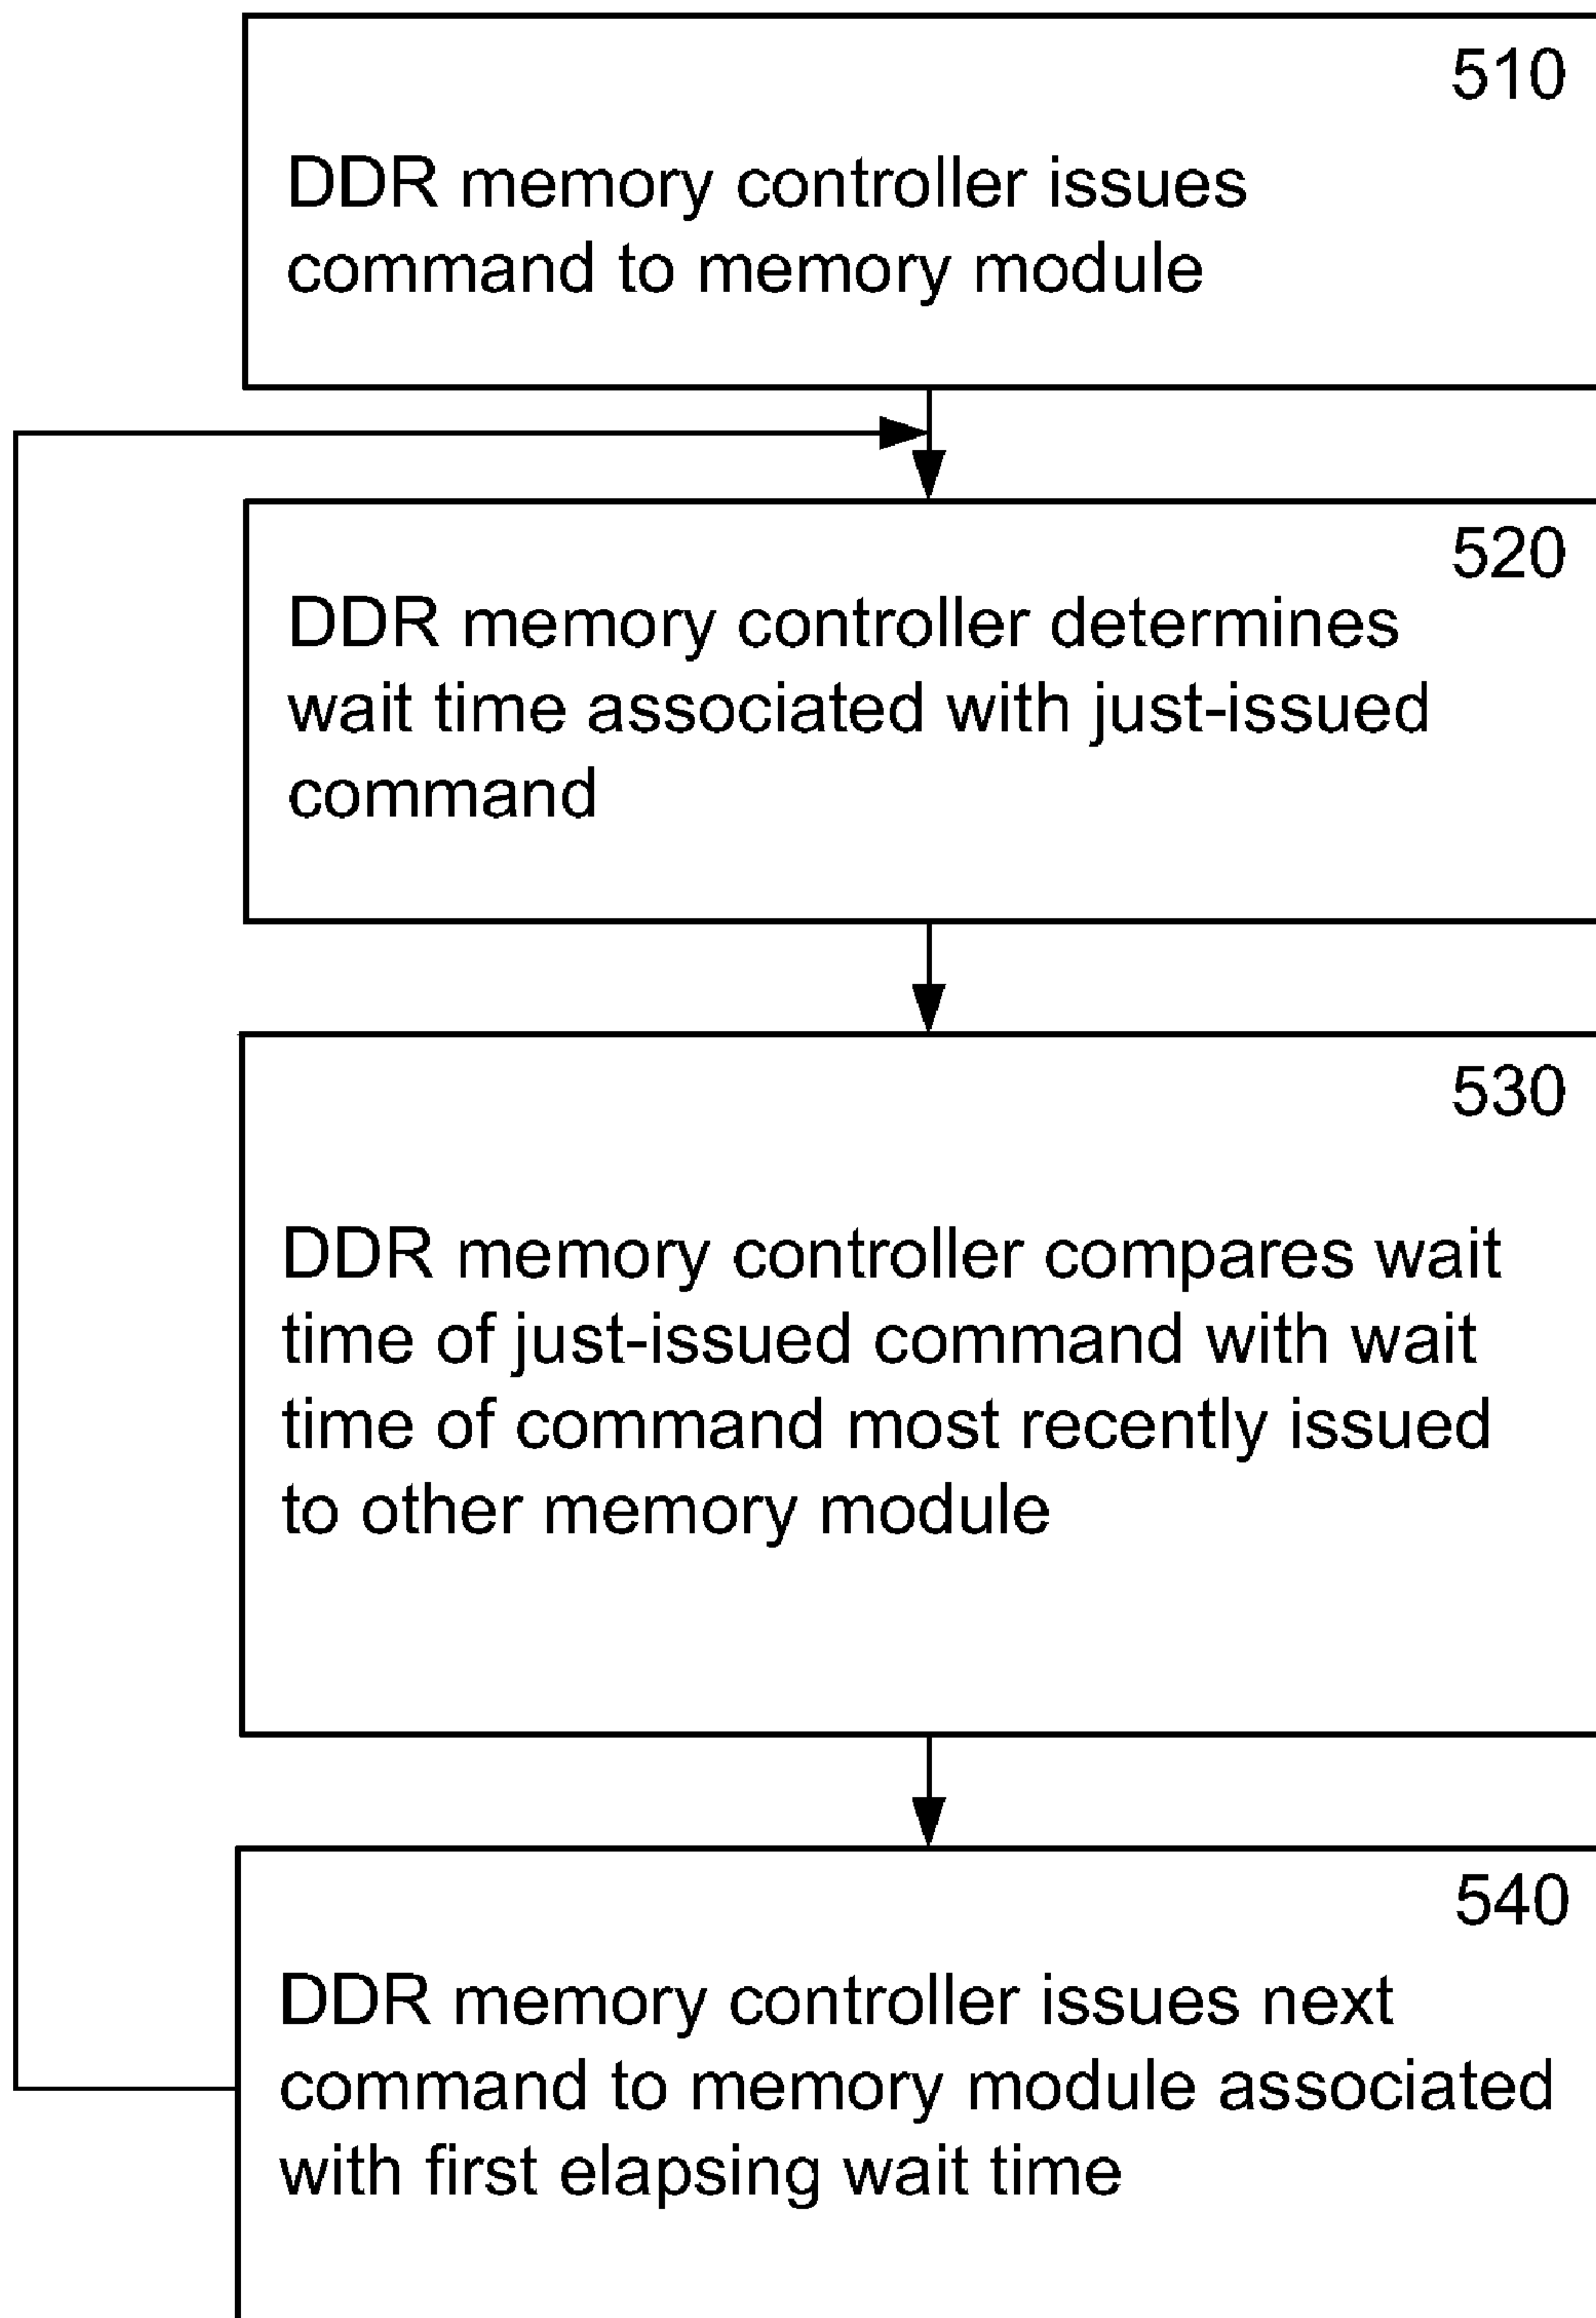 510
DDR memory controller issues
command to memory module
520
DDR memory controller determines
wait time associated with just-issued
command
530
DDR memory controller compares wait
time of just-issued command with wait
time of command most recently issued
to other memory module
540
DDR memory controller issues next
command to memory module associated
with first elapsing wait time